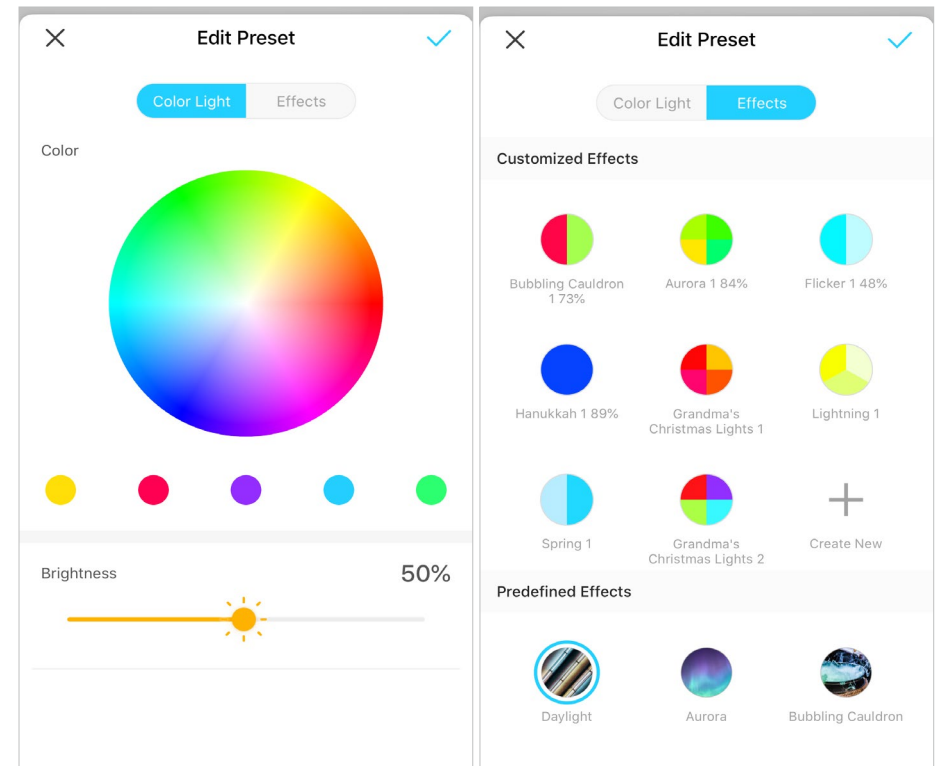 Edit Preset
Color Light Effects
Color
Brightness 50%
Edit Preset
Color Light Effects
Customized Effects
Bubbling Cauldron
1 73%
Aurora 1 84%
Flicker 1 48%
Hanukkah 1 89%
Grandma's
Christmas Lights 1
Lightning 1
Spring 1
Grandma's
Christmas Lights 2
Create New
Predefined Effects
Daylight
Aurora
Bubbling Cauldron